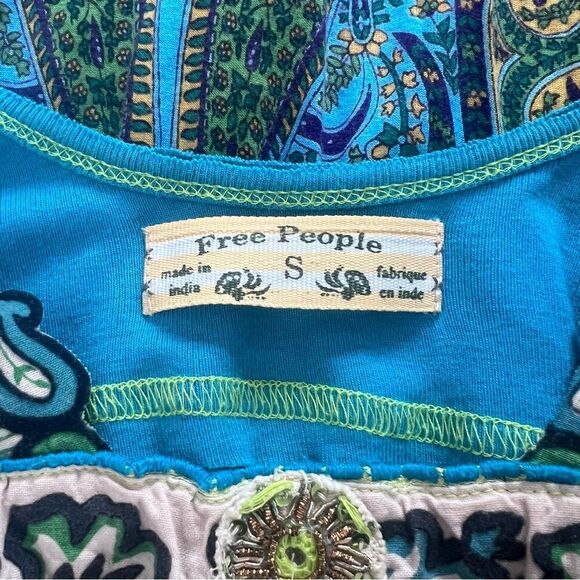 Free People
made in india
S
fabrique en inde